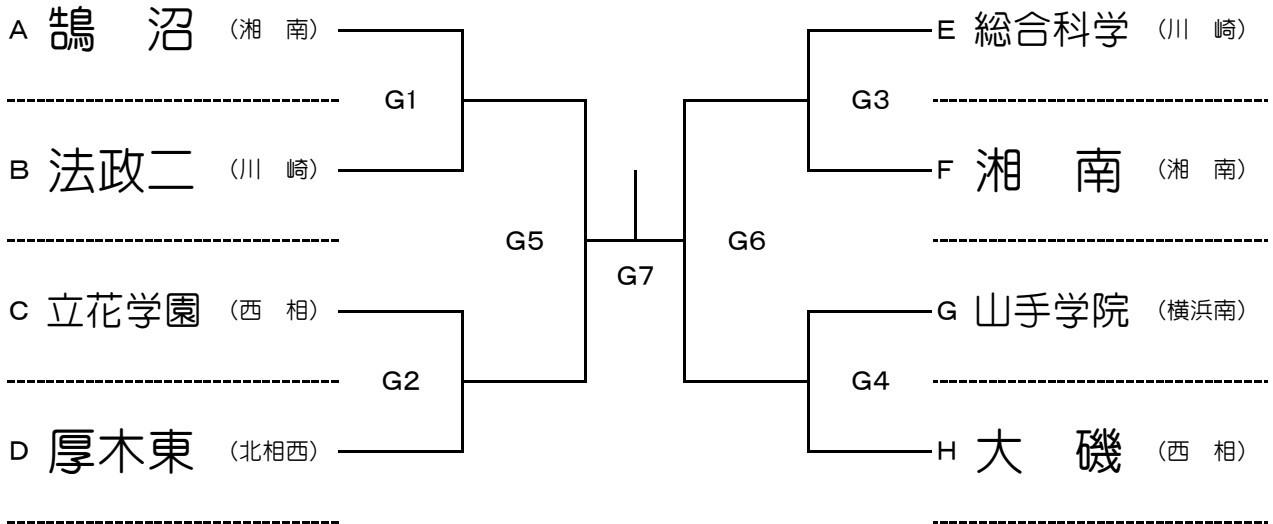 A 鵠　沼 （湘　南）
G1
B 法政二 （川　崎）
G5
C 立花学園 （西　相）
G2
D 厚木東 （北相西）
G7
E 総合科学 （川　崎）
G3
F 湘　南 （湘　南）
G6
G 山手学院 （横浜南）
G4
H 大　磯 （西　相）